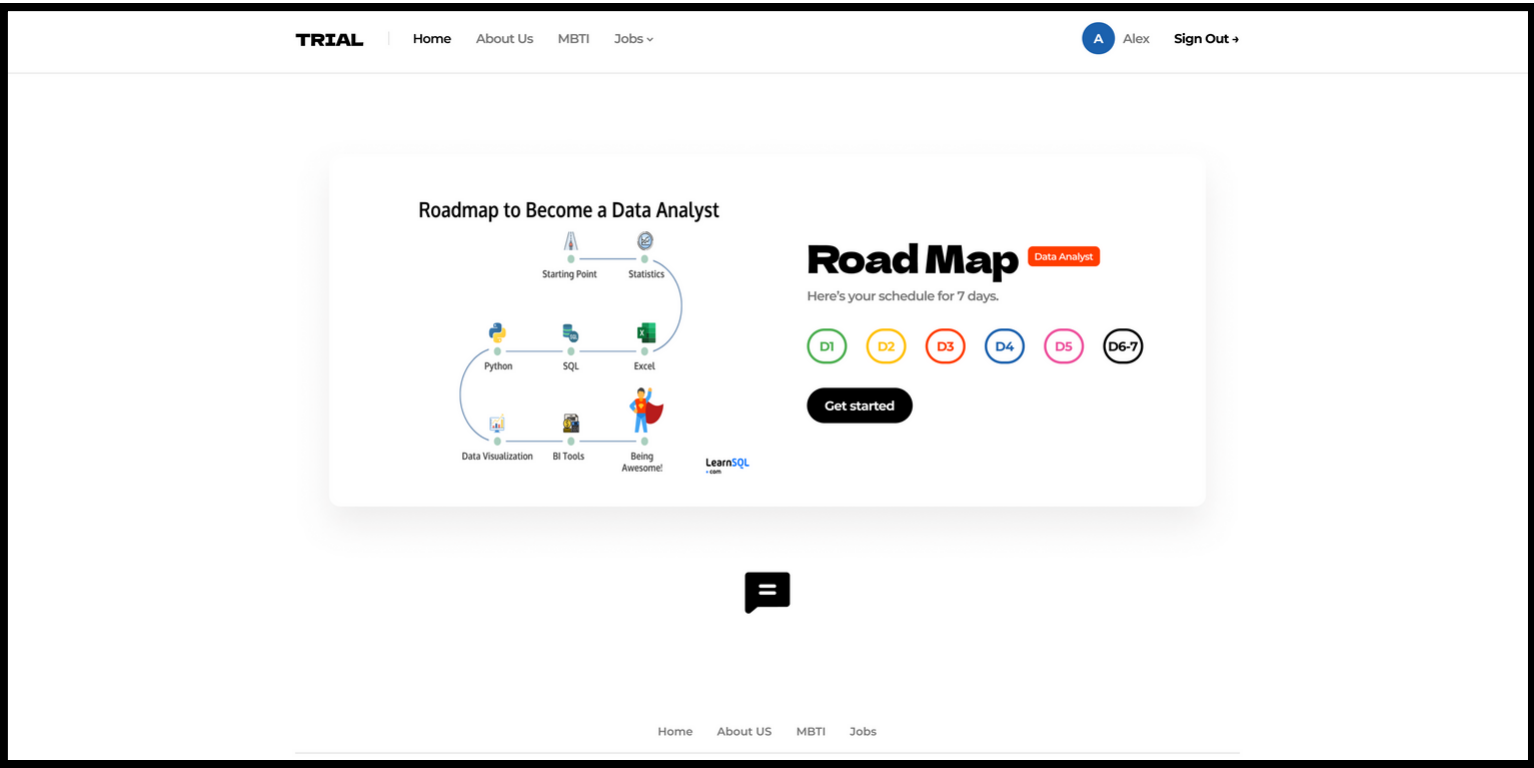 TRIAL Home About Us MBTI Jobs A Alex Sign Out →
Roadmap to Become a Data Analyst
Starting Point Statistics
Python SQL Excel
Data Visualization BI Tools Being
Awesome!
LearnSQL
• com
Road Map Data Analyst
Here's your schedule for 7 days.
D1 D2 D3 D4 D5 D6-7
Get started
Home About US MBTI Jobs